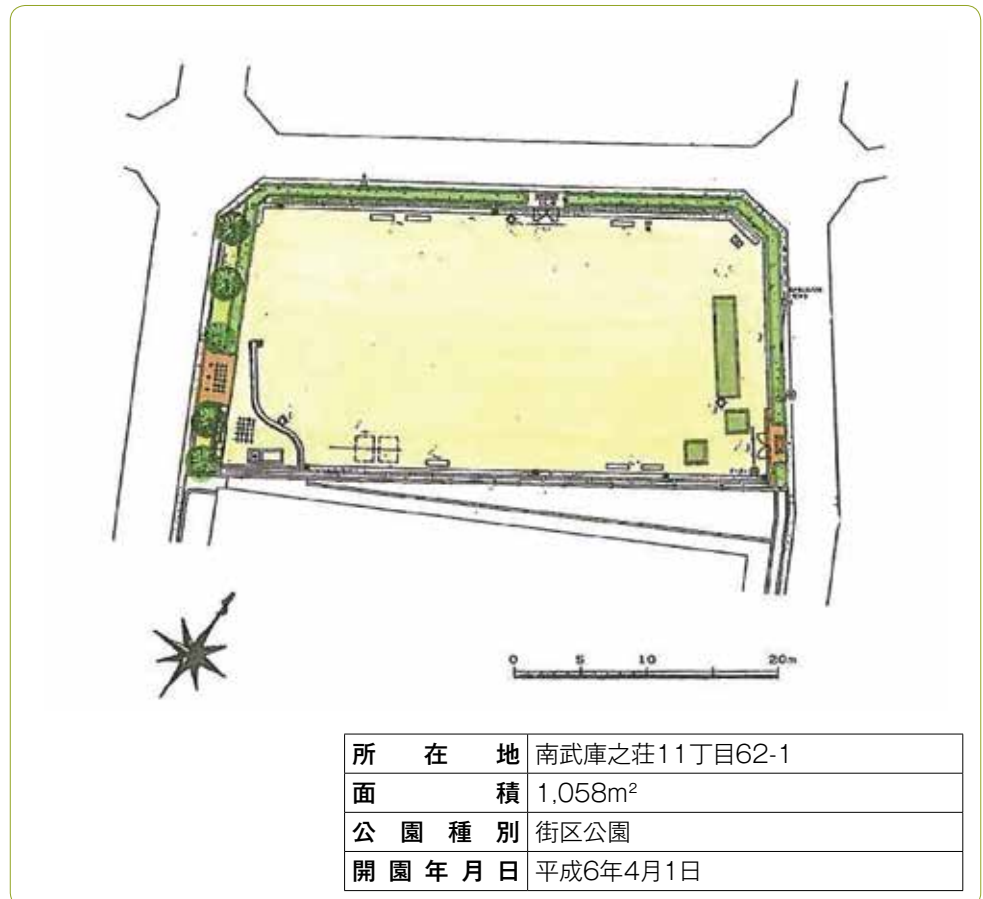 0 5 10 20m
所在地 南武庫之荘11丁目62-1
面積 1,058m²
公園種別 街区公園
開園年月日 平成6年4月1日